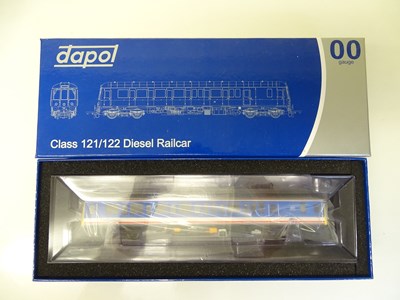 dapol
00
gauge
Class 121/122 Diesel Railcar